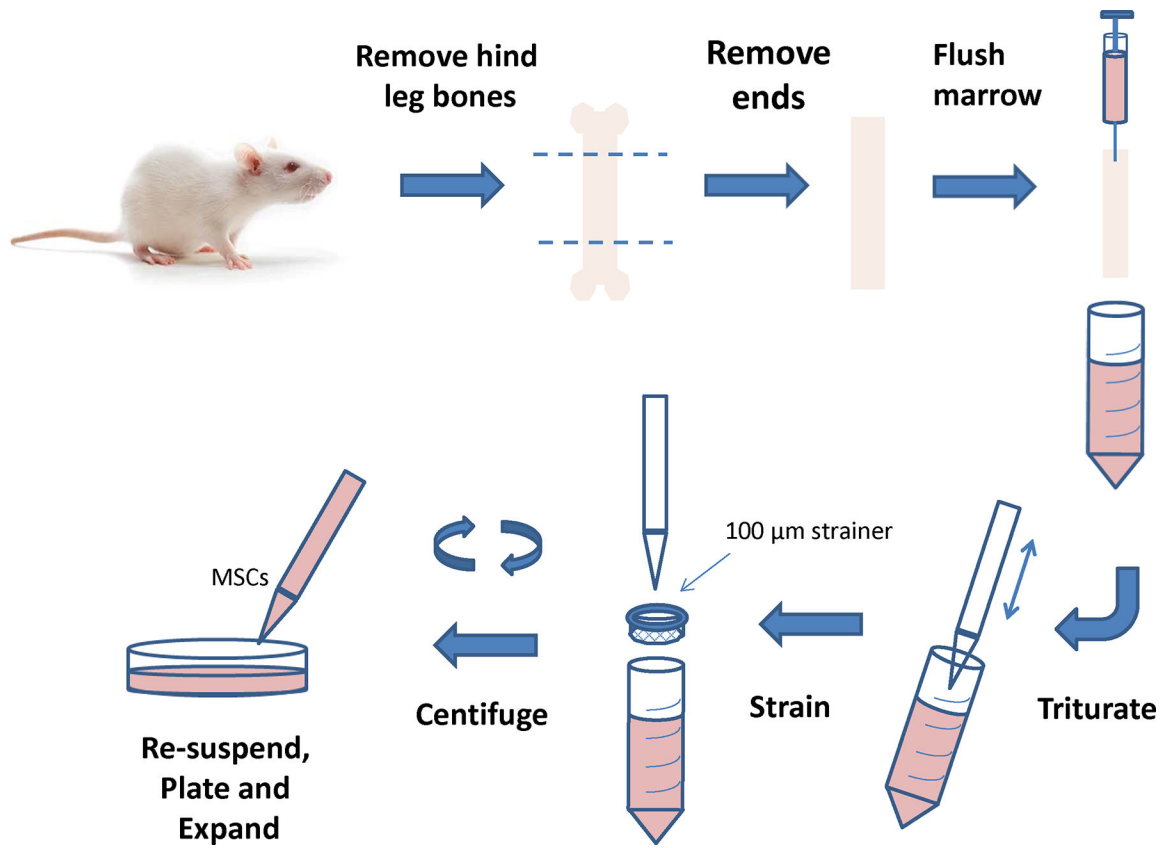 Remove hind
leg bones
Remove
ends
Flush
marrow
Triturate
Strain
100 µm strainer
Centifuge
MSCs
Re-suspend,
Plate and
Expand